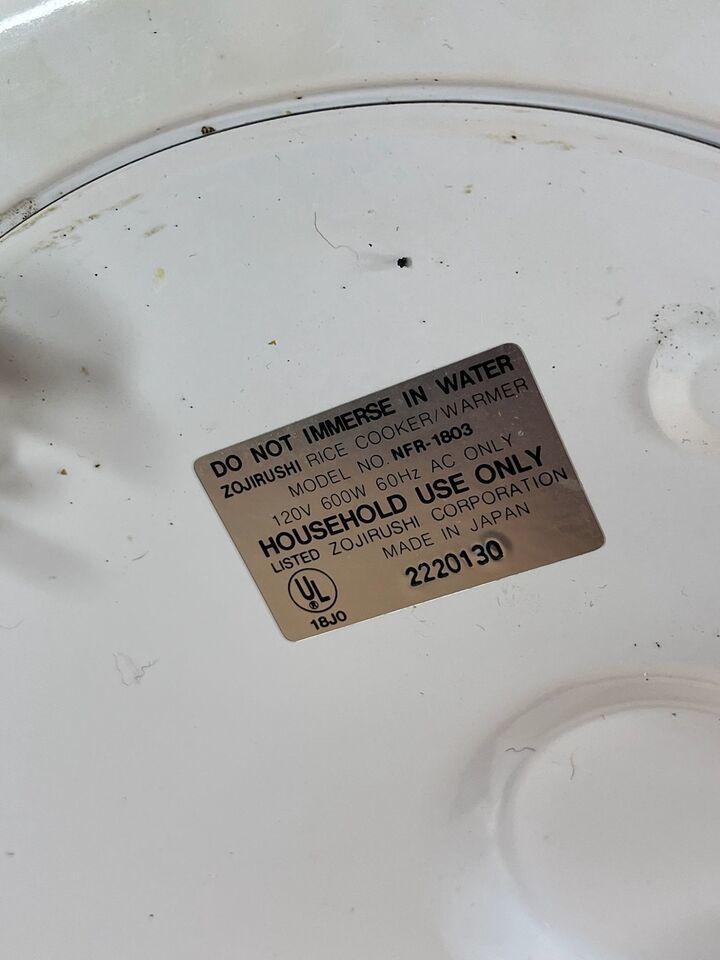 DO NOT IMMERSE IN WATER
ZOJIRUSHI RICE COOKER/WARMER
MODEL NO. NFR-1803
120V 600W 60Hz AC ONLY
HOUSEHOLD USE ONLY
LISTED ZOJIRUSHI CORPORATION
MADE IN JAPAN
UL ®
18J0
2220130